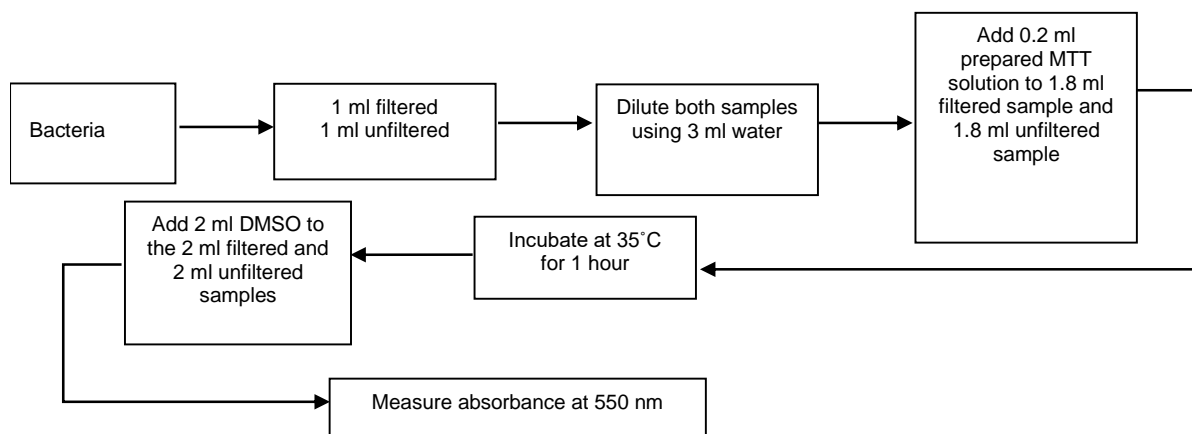 Bacteria
1 ml filtered
1 ml unfiltered
Dilute both samples
using 3 ml water
Add 0.2 ml
prepared MTT
solution to 1.8 ml
filtered sample and
1.8 ml unfiltered
sample
Incubate at 35˚C
for 1 hour
Add 2 ml DMSO to
the 2 ml filtered and
2 ml unfiltered
samples
Measure absorbance at 550 nm